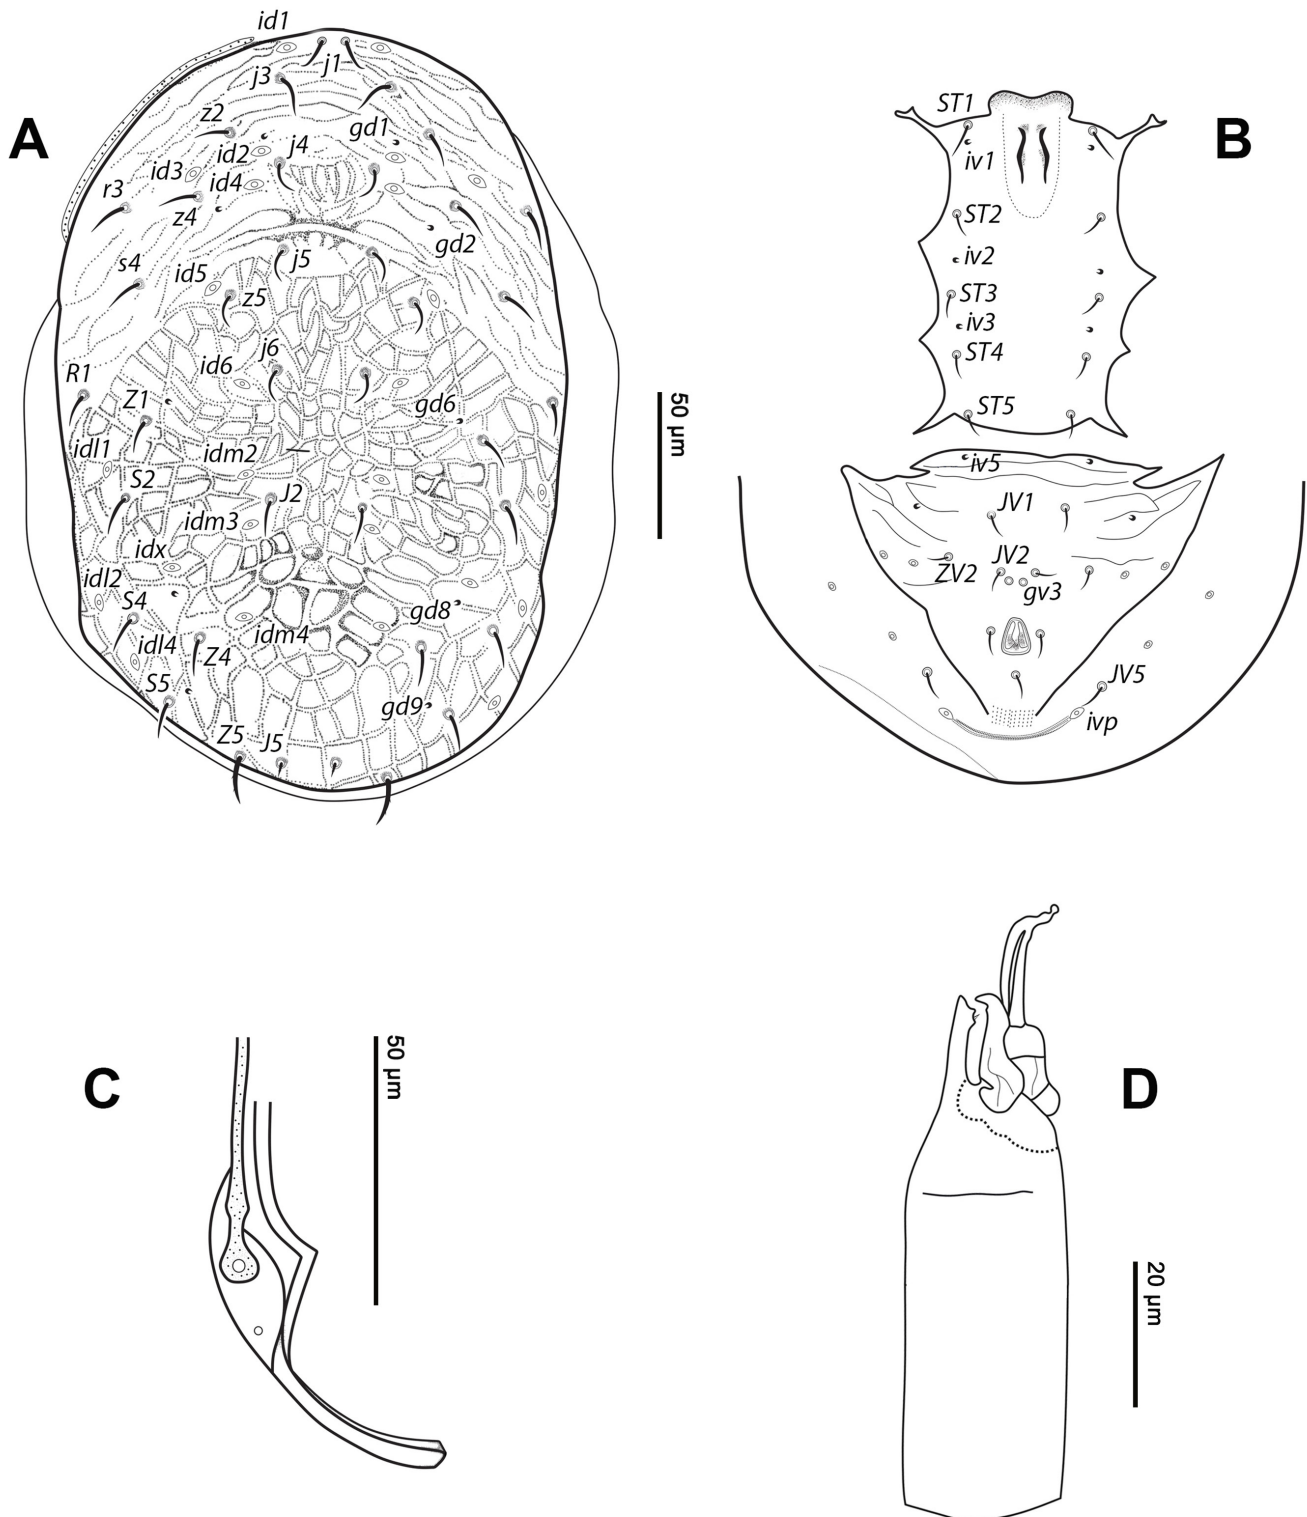 A
id1
j1
j3
z2
gd1
id2
j4
id3
id4
r3
z4
gd2
s4
id5
j5
z5
j6
id6
R1
Z1
gd6
idl1
idm2
S2
J2
idm3
idx
idl2
S4
gd8
idm4
idl4
Z4
S5
gd9
Z5
J5
50 µm
B
ST1
iv1
ST2
iv2
ST3
iv3
ST4
ST5
iv5
JV1
JV2
ZV2
gv3
JV5
ivp
C
50 µm
D
20 µm